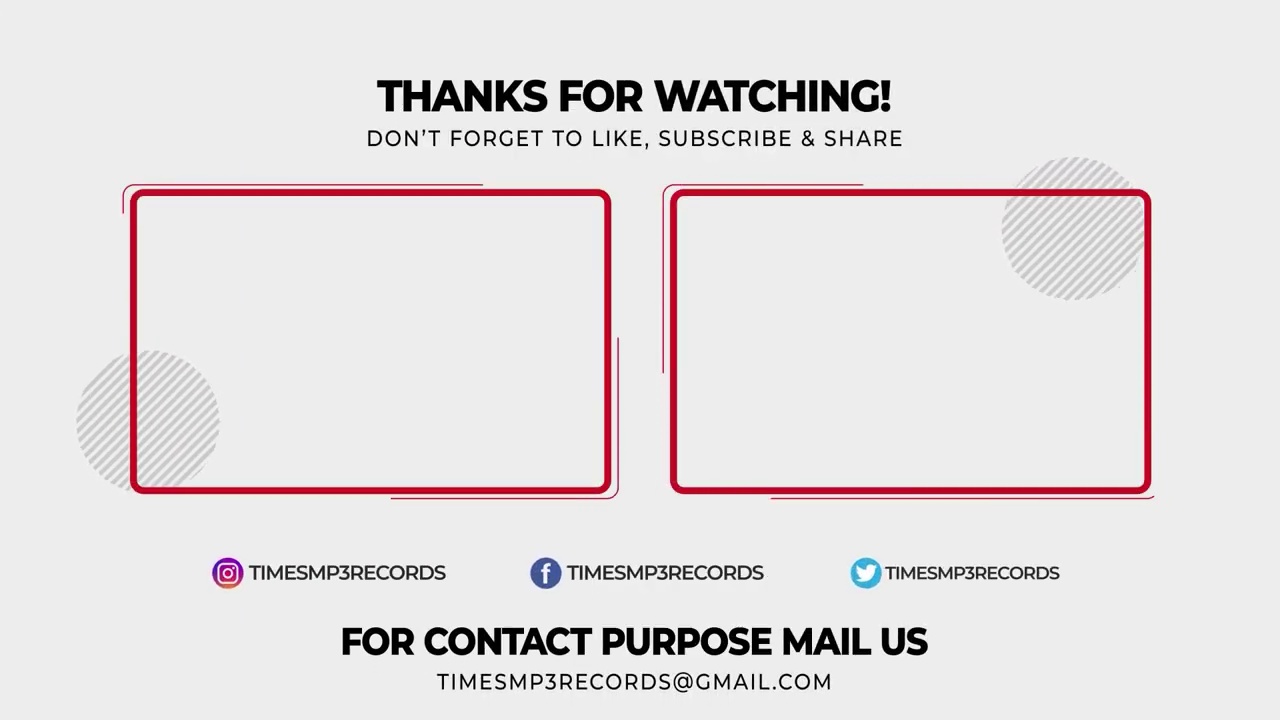 THANKS FOR WATCHING!
DON'T FORGET TO LIKE, SUBSCRIBE & SHARE
TIMESMP3RECORDS TIMESMP3RECORDS TIMESMP3RECORDS
FOR CONTACT PURPOSE MAIL US
TIMESMP3RECORDS@GMAIL.COM